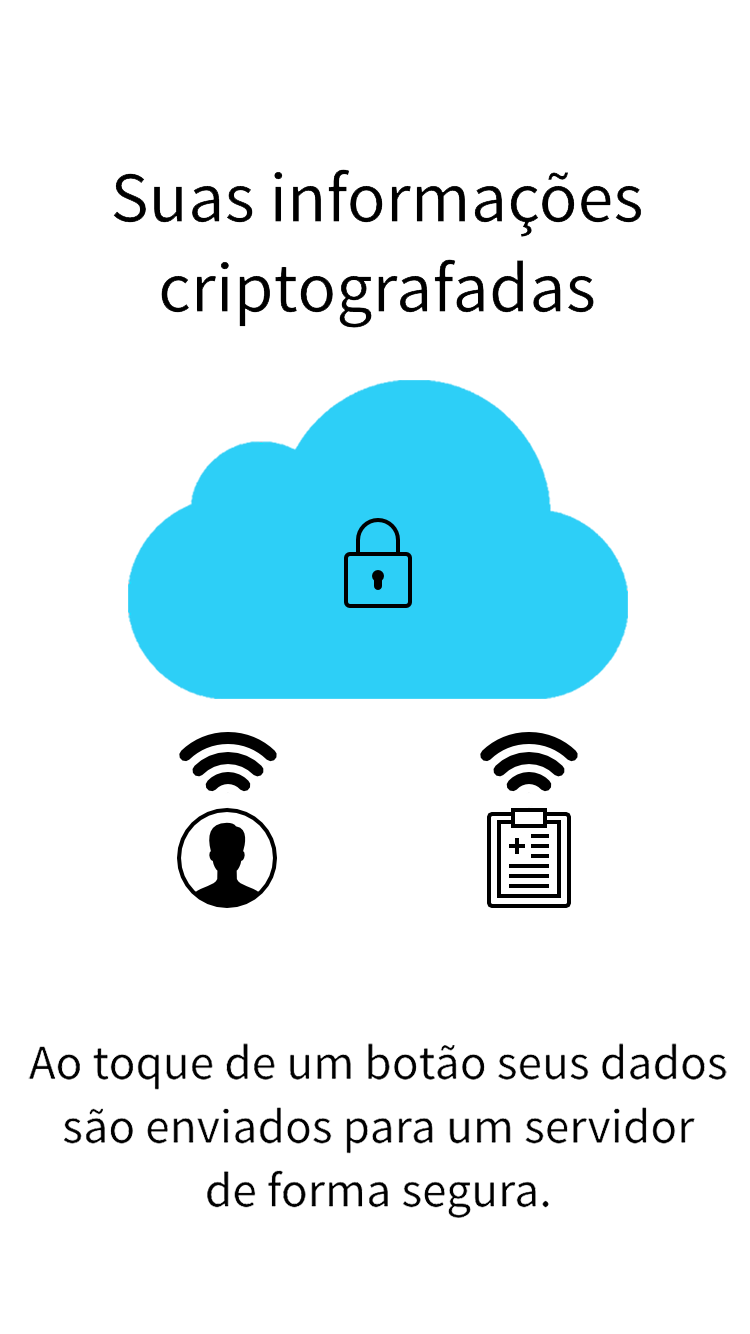 Suas informações
criptografadas
Ao toque de um botão seus dados
são enviados para um servidor
de forma segura.